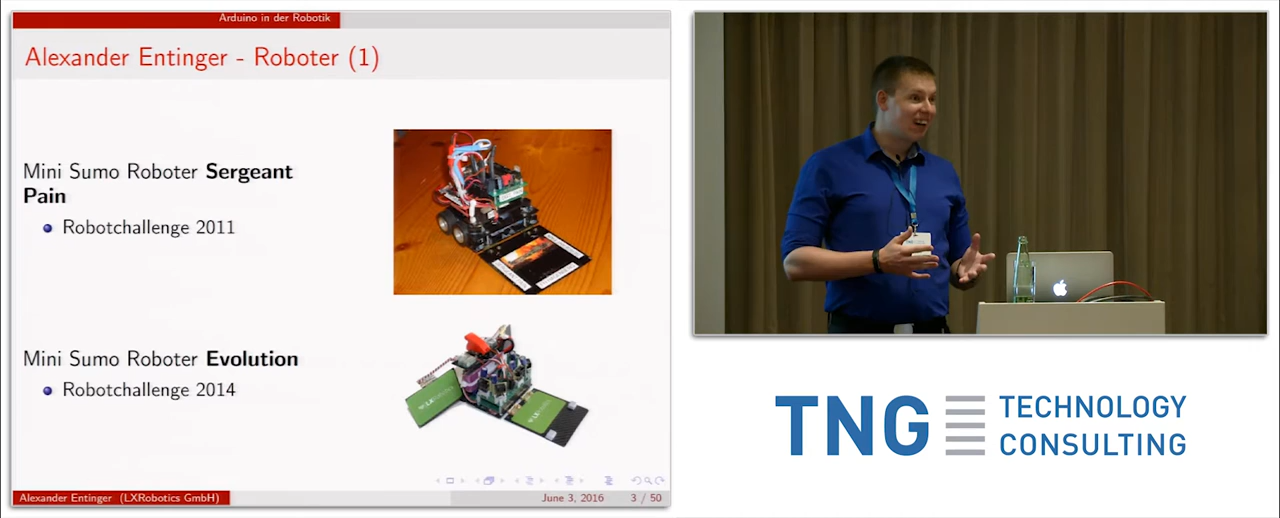 Arduino in der Robotik
Alexander Entinger - Roboter (1)
Mini Sumo Roboter Sergeant
Pain
Robotchallenge 2011
Mini Sumo Roboter Evolution
Robotchallenge 2014
Alexander Entinger (LXRobotics GmbH)
June 3, 2016
3 / 50
TNG
TNG
TECHNOLOGY
CONSULTING